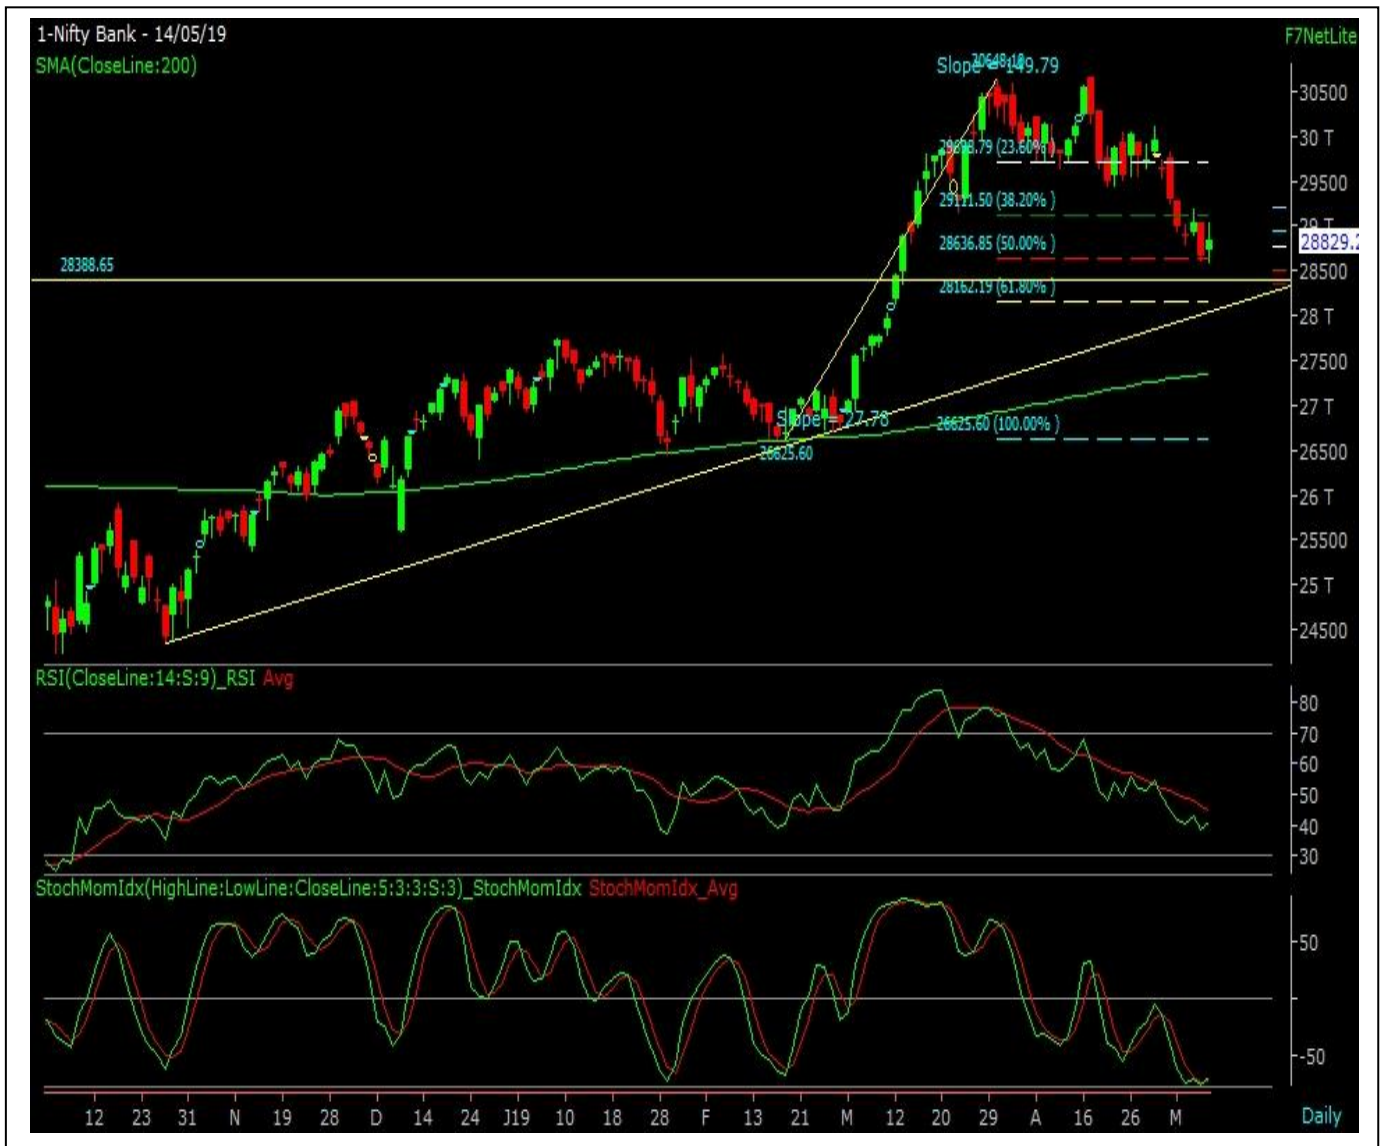 1-Nifty Bank - 14/05/19
F7NetLite
SMA(CloseLine:200)
Slope = 149.79
30648.10
30500
30 T
(23.60% )
29500
29111.50 (38.20% )
29 T
28829.2
28636.85 (50.00% )
28388.65
28500
28162.19 (61.80% )
28 T
27500
27 T
Slope = 27.78
26625.60 (100.00% )
26625.60
26500
26 T
25500
25 T
24500
RSI(CloseLine:14:S:9)_RSI Avg
80
70
60
50
40
30
StochMomIdx(HighLine:LowLine:CloseLine:5:3:3:S:3)_StochMomIdx StochMomIdx_Avg
50
-50
12 23 31 N 19 28 D 14 24 J19 10 18 28 F 13 21 M 12 20 29 A 16 26 M
Daily